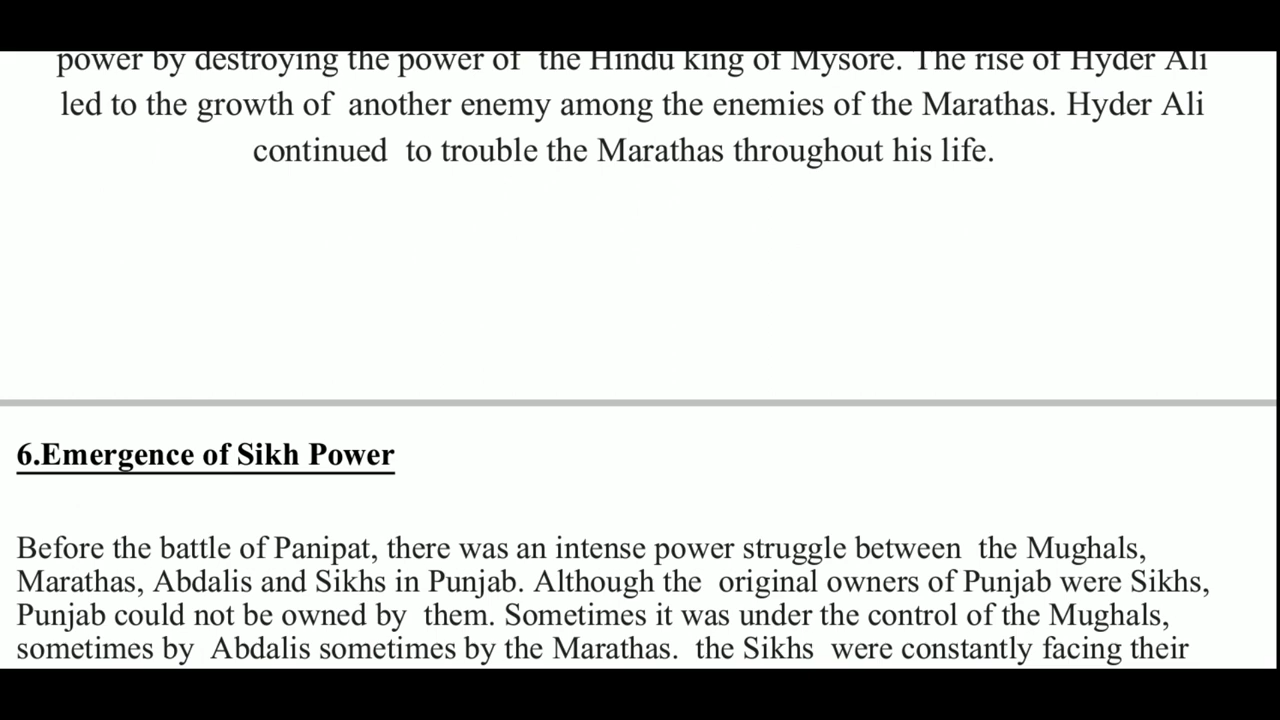 power by destroying the power of the Hindu king of Mysore. The rise of Hyder Ali
led to the growth of another enemy among the enemies of the Marathas. Hyder Ali
continued to trouble the Marathas throughout his life.
6.Emergence of Sikh Power
Before the battle of Panipat, there was an intense power struggle between the Mughals,
Marathas, Abdalis and Sikhs in Punjab. Although the original owners of Punjab were Sikhs,
Punjab could not be owned by them. Sometimes it was under the control of the Mughals,
sometimes by Abdalis sometimes by the Marathas. the Sikhs were constantly facing their